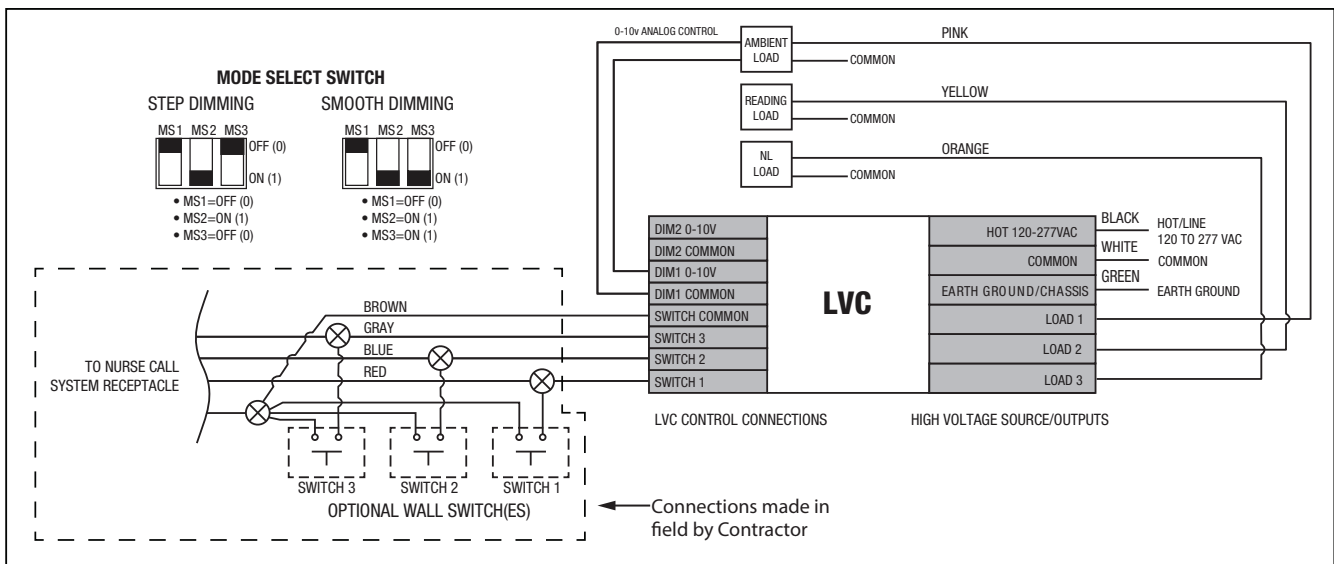 MODE SELECT SWITCH
STEP DIMMING
MS1 MS2 MS3
OFF (0)
ON (1)
• MS1=OFF (0)
• MS2=ON (1)
• MS3=OFF (0)
SMOOTH DIMMING
MS1 MS2 MS3
OFF (0)
ON (1)
• MS1=OFF (0)
• MS2=ON (1)
• MS3=ON (1)
0-10v ANALOG CONTROL
AMBIENT
LOAD
PINK
COMMON
READING
LOAD
YELLOW
COMMON
NL
LOAD
ORANGE
COMMON
DIM2 0-10V
DIM2 COMMON
DIM1 0-10V
DIM1 COMMON
SWITCH COMMON
SWITCH 3
SWITCH 2
SWITCH 1
LVC
HOT 120-277VAC
COMMON
EARTH GROUND/CHASSIS
LOAD 1
LOAD 2
LOAD 3
BLACK
HOT/LINE
120 TO 277 VAC
WHITE
COMMON
GREEN
EARTH GROUND
LVC CONTROL CONNECTIONS
HIGH VOLTAGE SOURCE/OUTPUTS
BROWN
GRAY
BLUE
RED
TO NURSE CALL
SYSTEM RECEPTACLE
SWITCH 3
SWITCH 2
SWITCH 1
OPTIONAL WALL SWITCH(ES)
Connections made in
field by Contractor